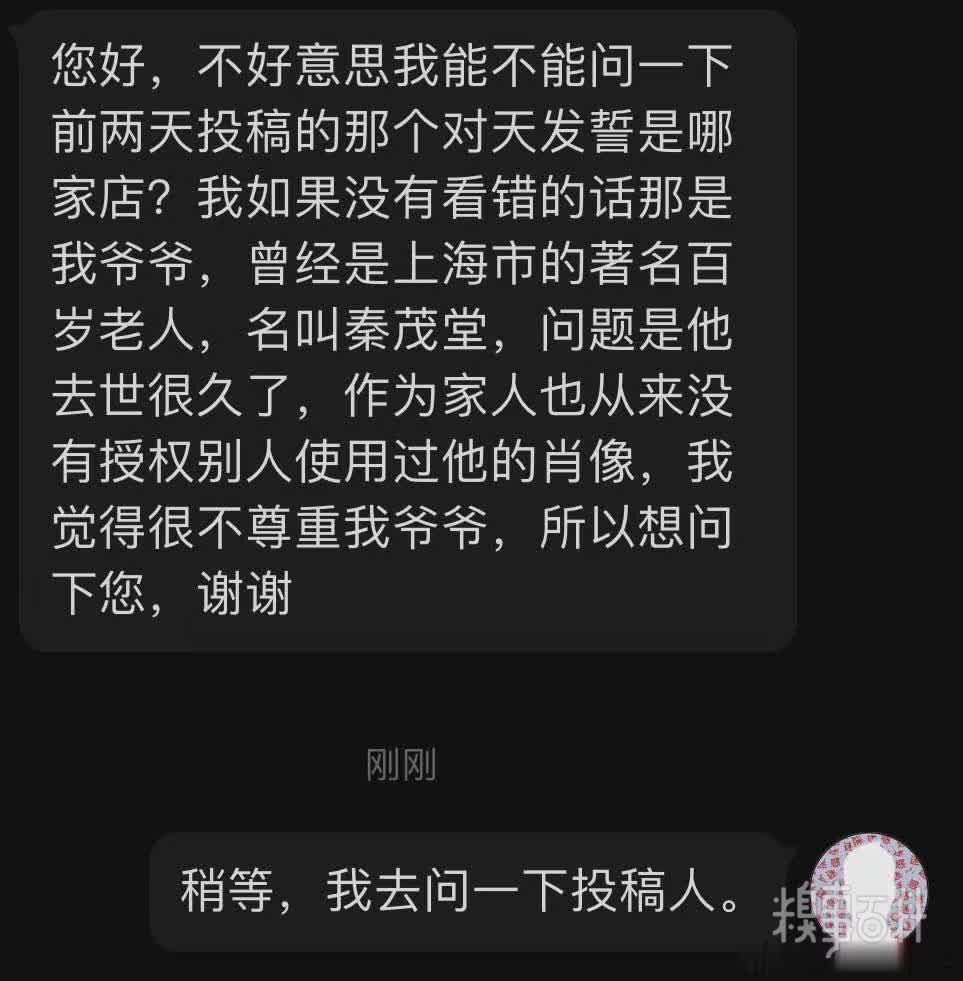 您好，不好意思我能不能问一下
前两天投稿的那个对天发誓是哪
家店？我如果没有看错的话那是
我爷爷，曾经是上海市的著名百
岁老人，名叫秦茂堂，问题是他
去世很久了，作为家人也从来没
有授权别人使用过他的肖像，我
觉得很不尊重我爷爷，所以想问
下您，谢谢
刚刚
稍等，我去问一下投稿人。
糗事百科